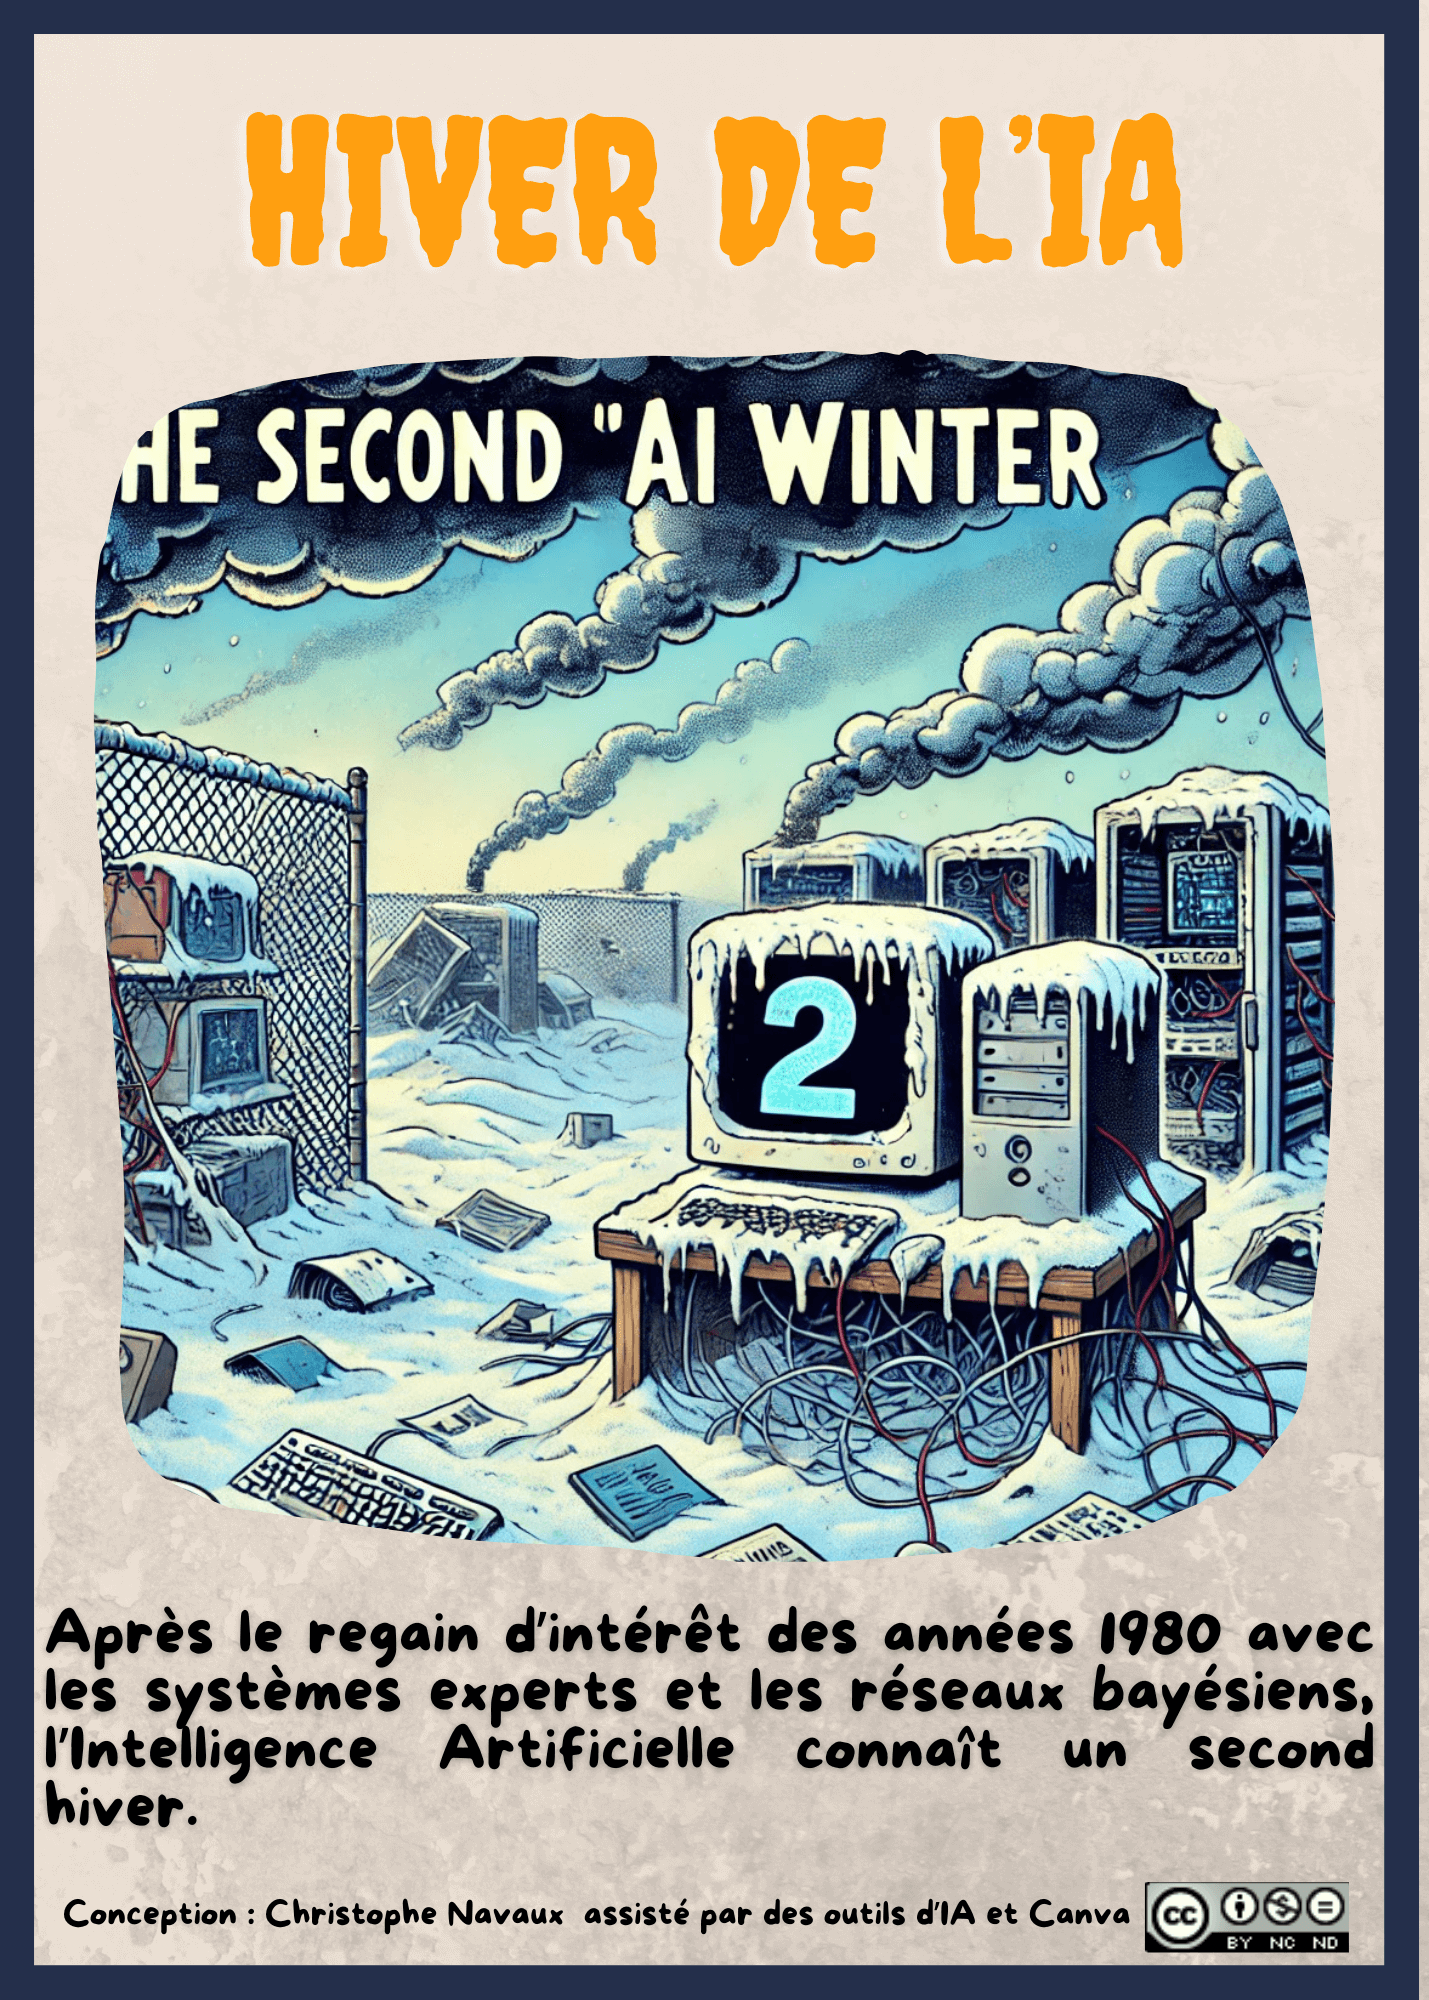 HIVER DE L'IA
HE SECOND "AI WINTER
2
Après le regain d'intérêt des années 1980 avec
les systèmes experts et les réseaux bayésiens,
l'Intelligence Artificielle connaît un second
hiver.
Conception : Christophe Navaux assisté par des outils d'IA et Canva
cc
BY NC ND